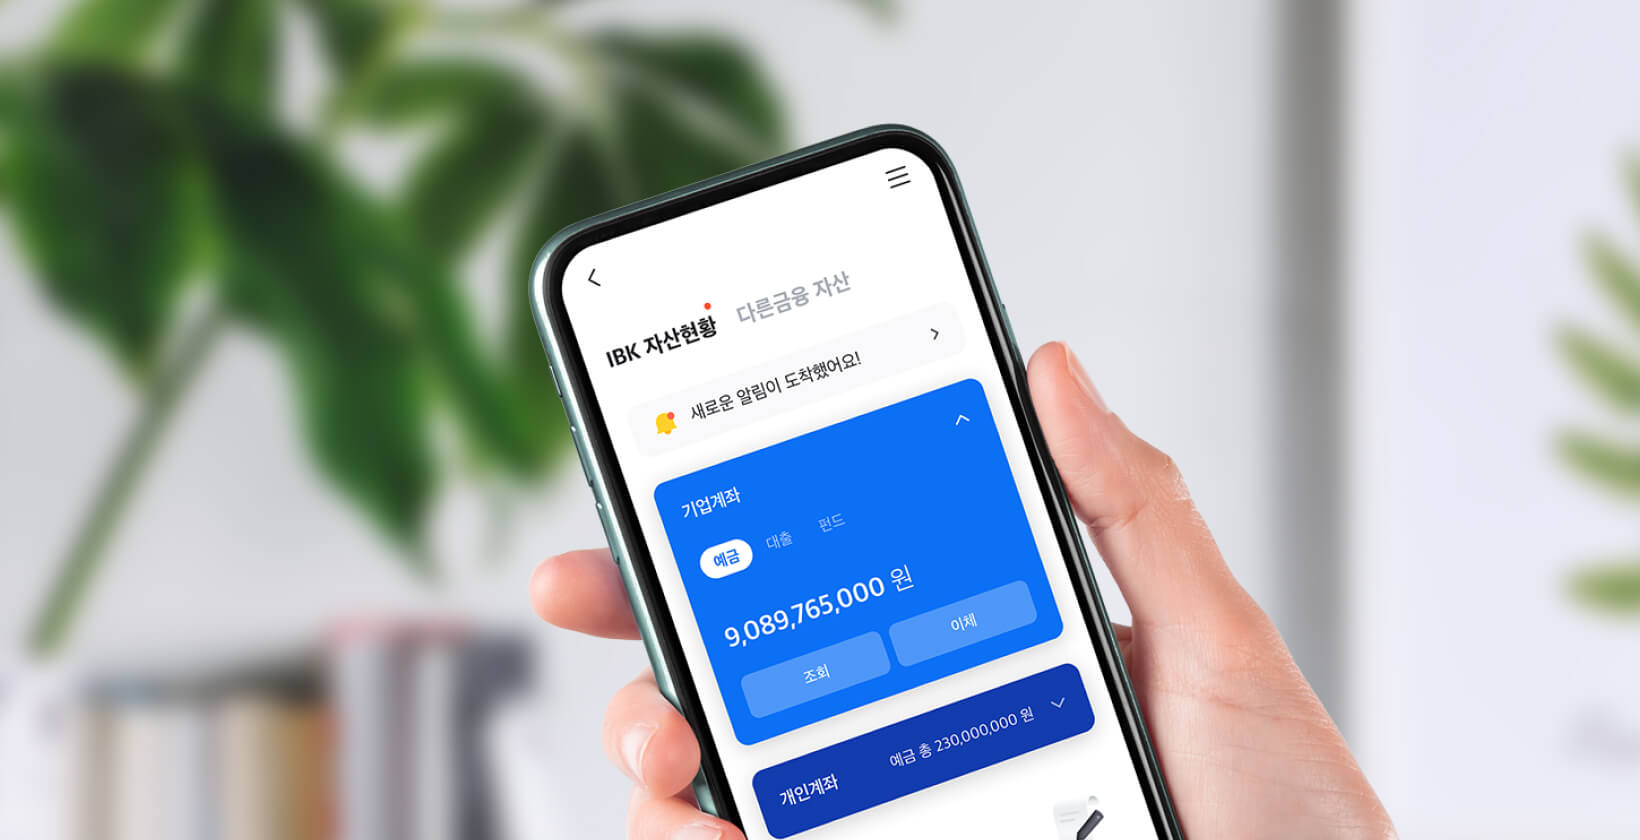 IBK 자산현황 다른금융 자산
새로운 알림이 도착했어요!
기업계좌
예금 대출 펀드
9,089,765,000 원
조회 이체
개인계좌 예금 총 230,000,000 원